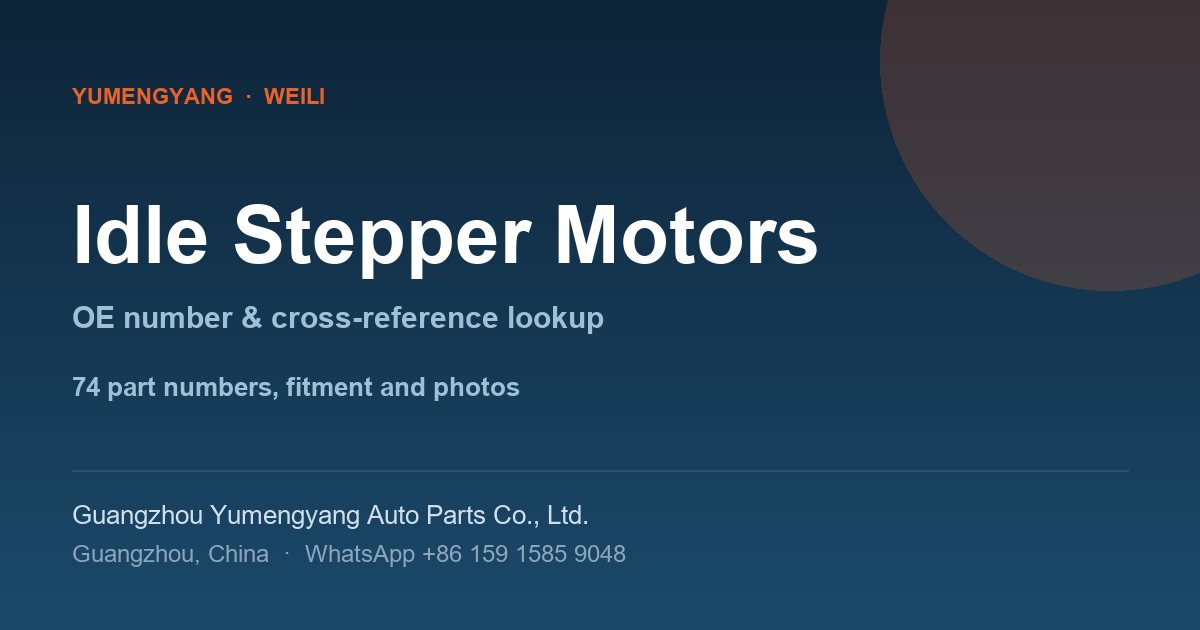 YUMENGYANG · WEILI
Idle Stepper Motors
OE number & cross-reference lookup
74 part numbers, fitment and photos
Guangzhou Yumengyang Auto Parts Co., Ltd.
Guangzhou, China · WhatsApp +86 159 1585 9048